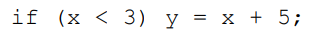 if (x < 3) y = x + 5;